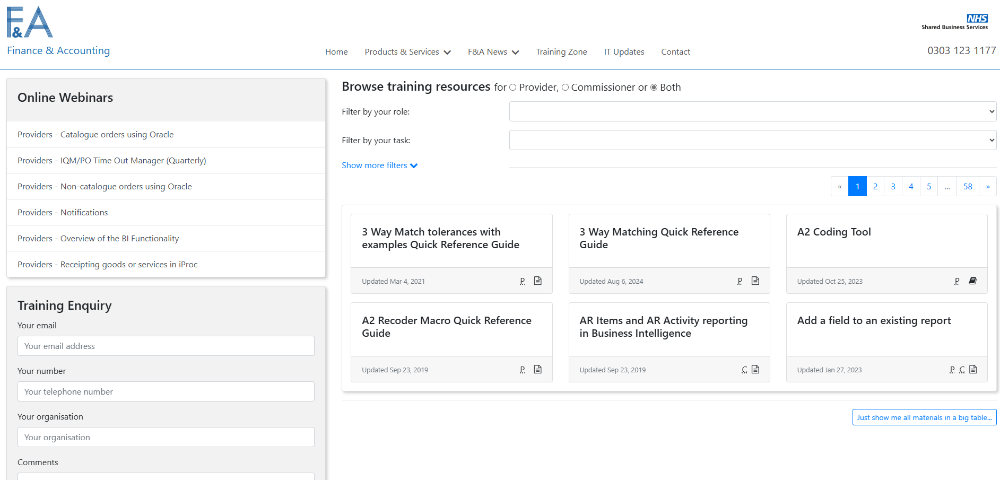 F&A
Finance & Accounting
NHS
Shared Business Services
Home Products & Services F&A News Training Zone IT Updates Contact
0303 123 1177
Online Webinars
Providers - Catalogue orders using Oracle
Providers - IQM/PO Time Out Manager (Quarterly)
Providers - Non-catalogue orders using Oracle
Providers - Notifications
Providers - Overview of the BI Functionality
Providers - Receipting goods or services in iProc
Training Enquiry
Your email
Your email address
Your number
Your telephone number
Your organisation
Your organisation
Comments
Browse training resources for Provider, Commissioner or Both
Filter by your role:
Filter by your task:
Show more filters
« 1 2 3 4 5 ... 58 »
3 Way Match tolerances with
examples Quick Reference Guide
Updated Mar 4, 2021 P
3 Way Matching Quick Reference
Guide
Updated Aug 6, 2024 P
A2 Coding Tool
Updated Oct 25, 2023 P
A2 Recoder Macro Quick Reference
Guide
Updated Sep 23, 2019 P
AR Items and AR Activity reporting
in Business Intelligence
Updated Sep 23, 2019 C
Add a field to an existing report
Updated Jan 27, 2023 P C
Just show me all materials in a big table...